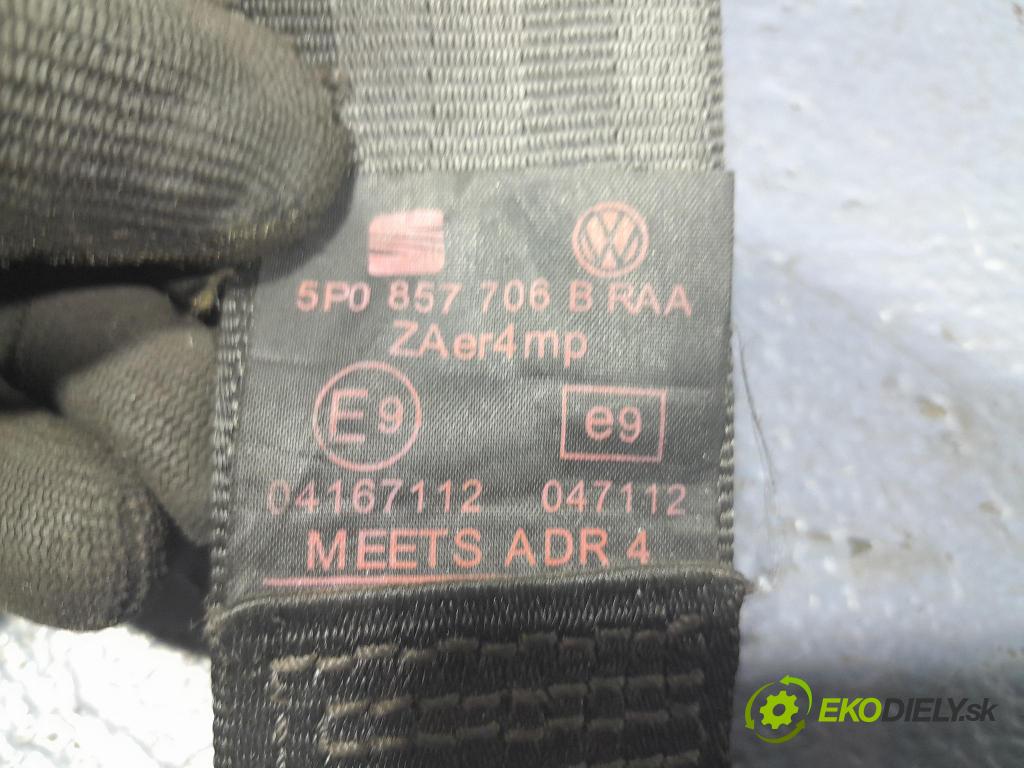 5P0 857 706 B RAA
ZAer4mp
E9 e9
04167112 047112
MEETS ADR 4
EKODIELY.sk